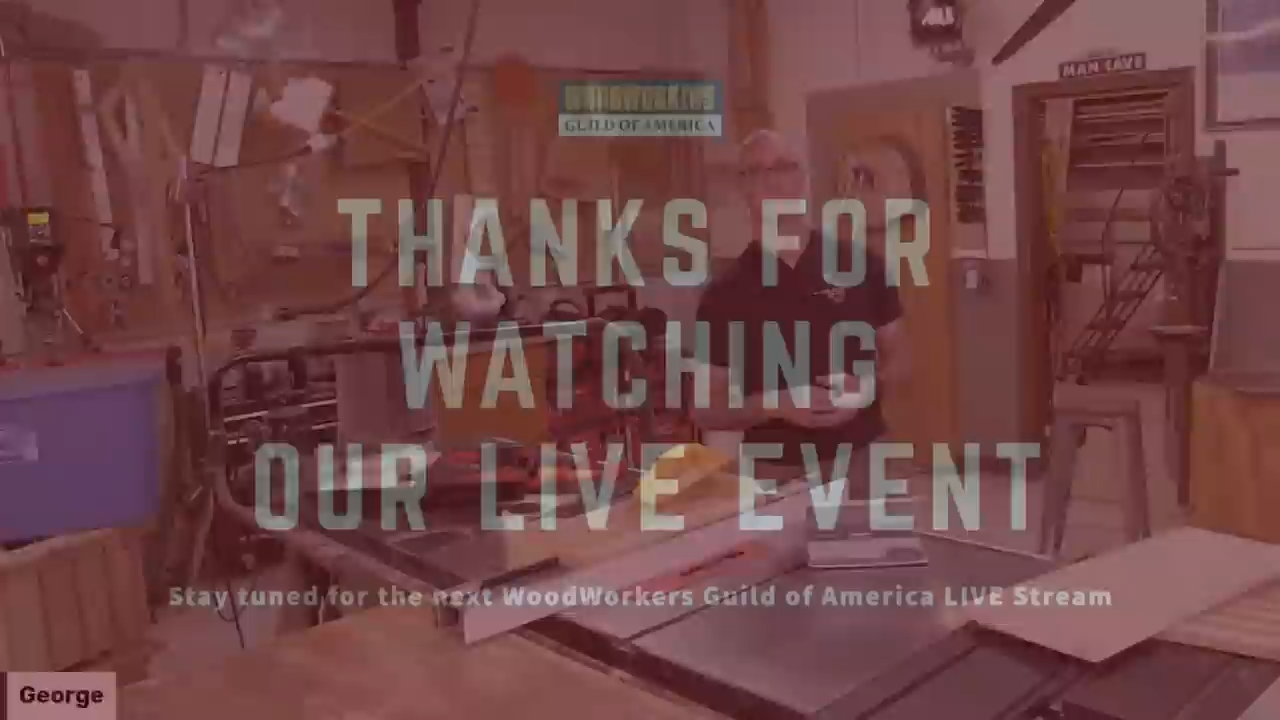 MAN CAVE
WOODWORKERS
GUILD OF AMERICA
THANKS FOR
WATCHING
OUR LIVE EVENT
Stay tuned for the next WoodWorkers Guild of America LIVE Stream
George